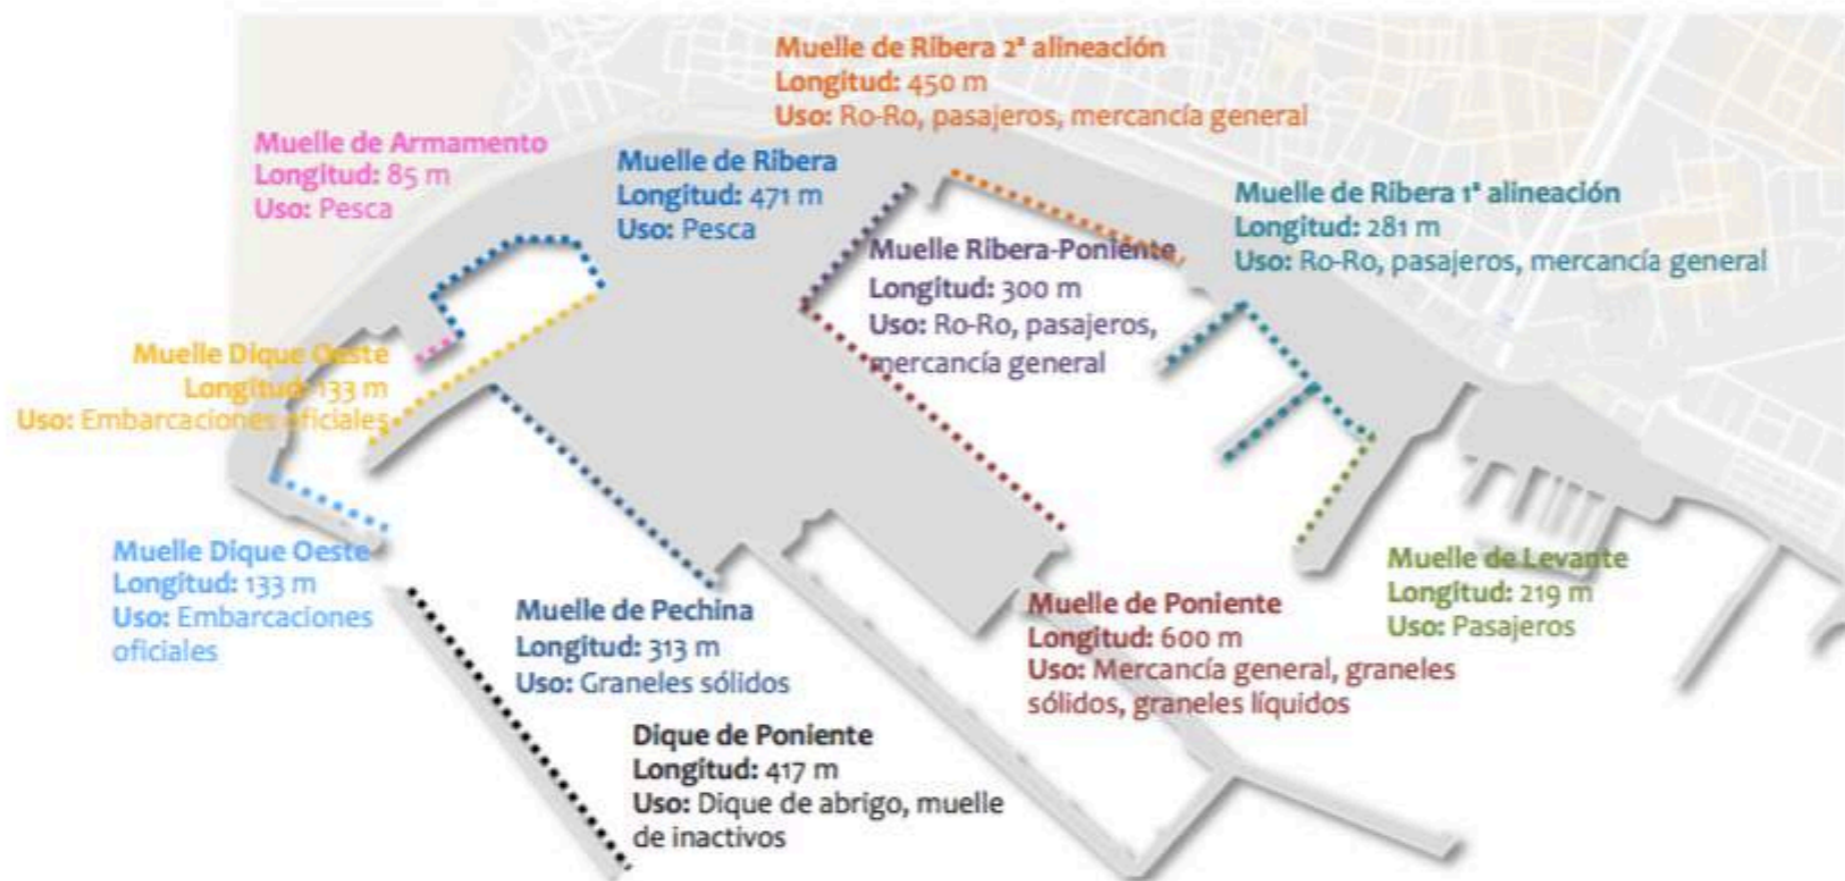 Muelle de Ribera 2ª alineación
Longitud: 450 m
Uso: Ro-Ro, pasajeros, mercancía general
Muelle de Armamento
Longitud: 85 m
Uso: Pesca
Muelle de Ribera
Longitud: 471 m
Uso: Pesca
Muelle de Ribera 1ª alineación
Longitud: 281 m
Uso: Ro-Ro, pasajeros, mercancía general
Muelle Ribera-Poniente
Longitud: 300 m
Uso: Ro-Ro, pasajeros,
mercancía general
Muelle Dique Oeste
Longitud: 133 m
Uso: Embarcaciones oficiales
Muelle Dique Oeste
Longitud: 133 m
Uso: Embarcaciones
oficiales
Muelle de Pechina
Longitud: 313 m
Uso: Graneles sólidos
Muelle de Poniente
Longitud: 600 m
Uso: Mercancía general, graneles
sólidos, graneles líquidos
Muelle de Levante
Longitud: 219 m
Uso: Pasajeros
Dique de Poniente
Longitud: 417 m
Uso: Dique de abrigo, muelle
de inactivos